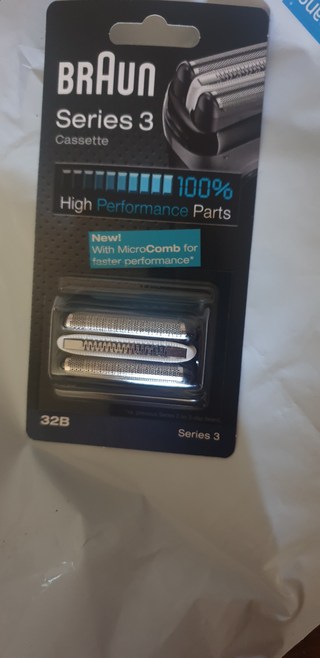 BRAUN
Series 3
Cassette
100%
High Performance Parts
New!
With MicroComb for
faster performance*
32B
Series 3